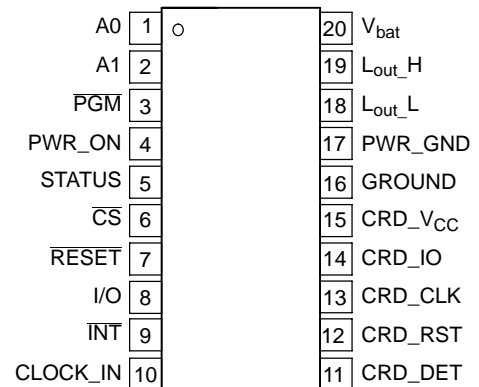 A0 1 20 Vbat
A1 2 19 Lout_H
PGM 3 18 Lout_L
PWR_ON 4 17 PWR_GND
STATUS 5 16 GROUND
CS 6 15 CRD_VCC
RESET 7 14 CRD_IO
I/O 8 13 CRD_CLK
INT 9 12 CRD_RST
CLOCK_IN 10 11 CRD_DET